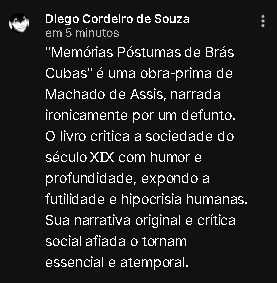 Diego Cordeiro de Souza
em 5 minutos
"Memórias Póstumas de Brás
Cubas" é uma obra-prima de
Machado de Assis, narrada
ironicamente por um defunto.
O livro critica a sociedade do
século XIX com humor e
profundidade, expondo a
futilidade e hipocrisia humanas.
Sua narrativa original e crítica
social afiada o tornam
essencial e atemporal.